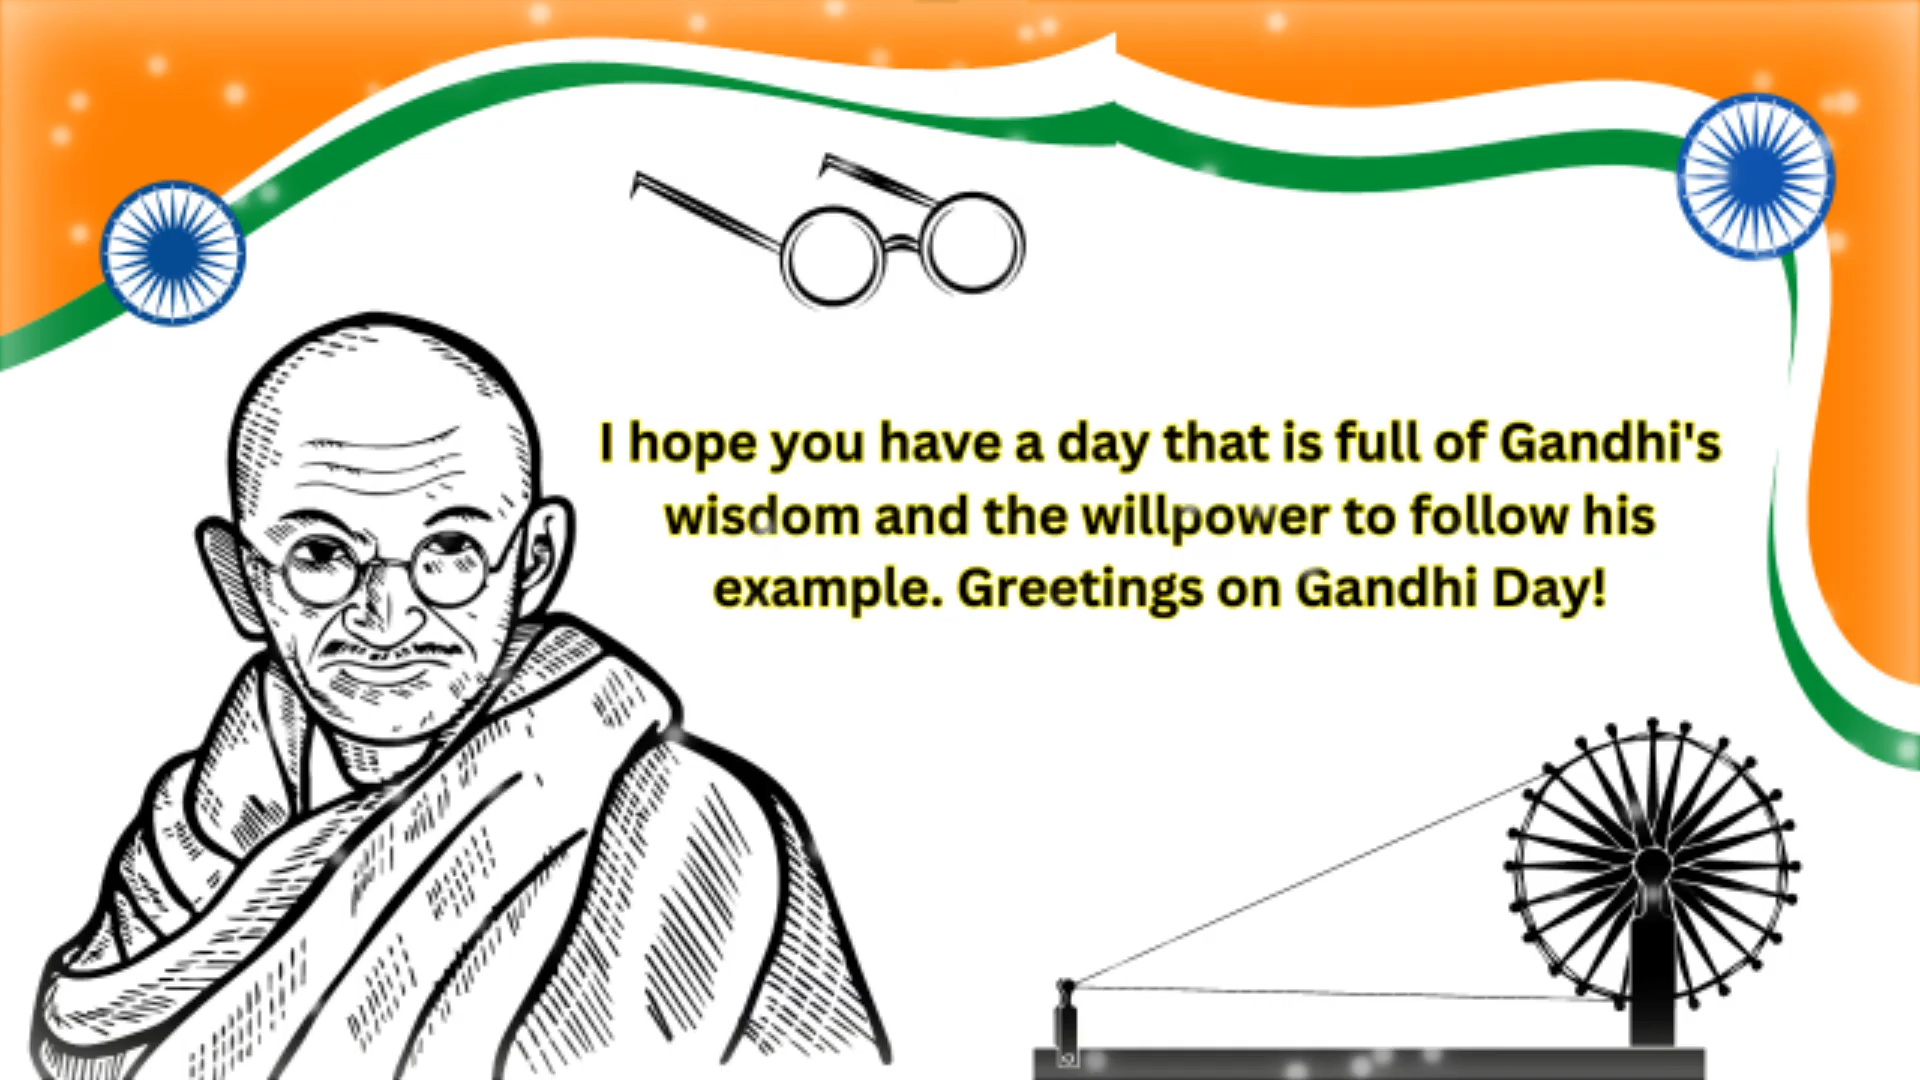 I hope you have a day that is full of Gandhi's
wisdom and the willpower to follow his
example. Greetings on Gandhi Day!